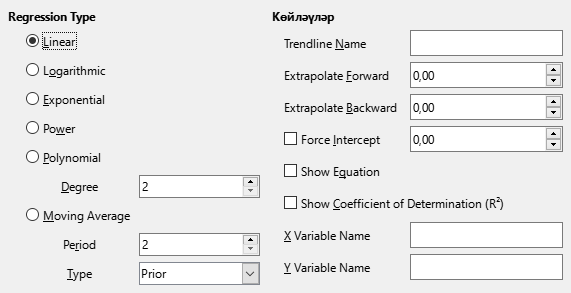 Regression Type
Linear
Logarithmic
Exponential
Power
Polynomial
Degree 2
Moving Average
Period 2
Type Prior
Көйләүләр
Trendline Name
Extrapolate Forward 0,00
Extrapolate Backward 0,00
Force Intercept 0,00
Show Equation
Show Coefficient of Determination (R²)
X Variable Name
Y Variable Name